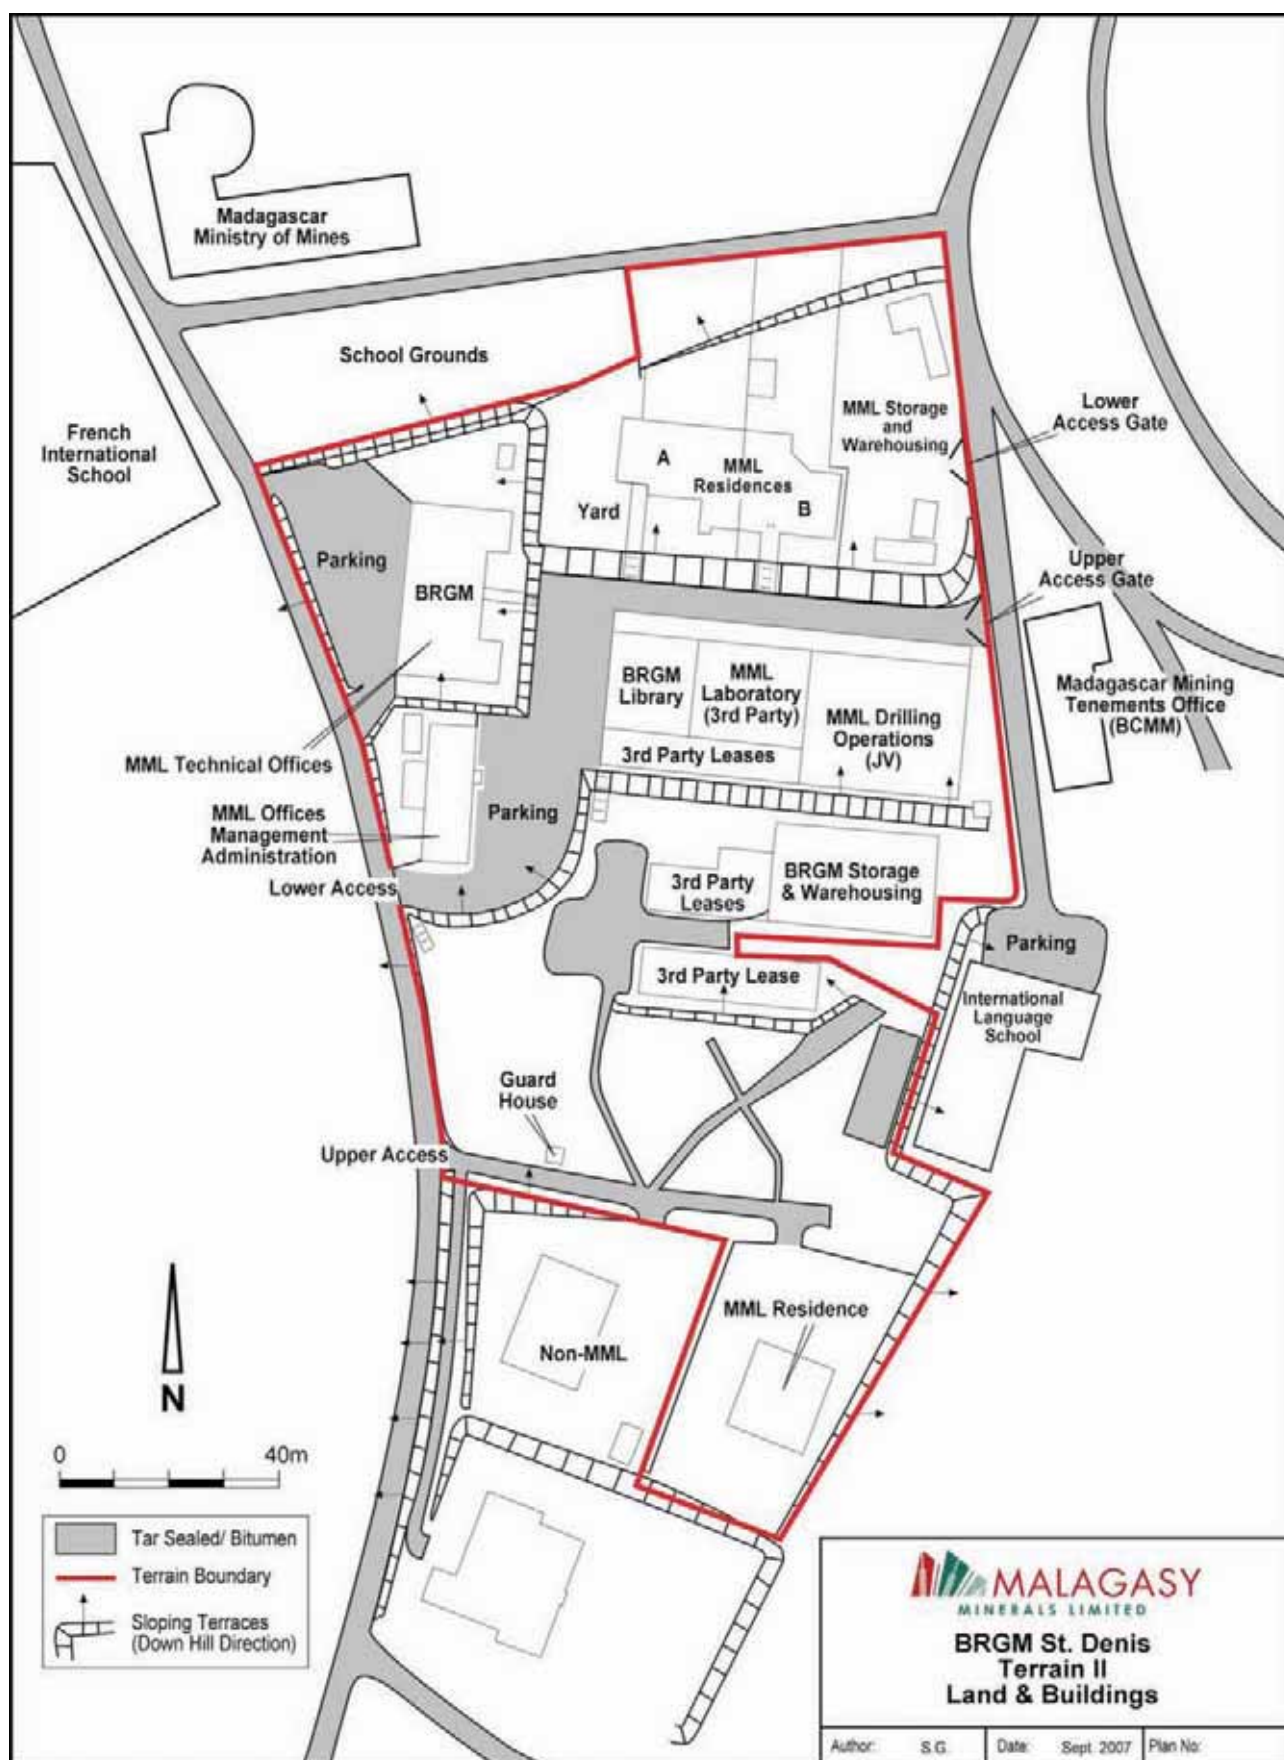 Madagascar
Ministry of Mines
School Grounds
French
International
School
Lower
Access Gate
MML Storage
and
Warehousing
A
MML
Residences
B
Yard
Parking
BRGM
Upper
Access Gate
BRGM
Library
MML
Laboratory
(3rd Party)
MML Drilling
Operations
(JV)
3rd Party Leases
Madagascar Mining
Tenements Office
(BCMM)
MML Technical Offices
MML Offices
Management
Administration
Parking
Lower Access
3rd Party
Leases
BRGM Storage
& Warehousing
Parking
3rd Party Lease
International
Language
School
Guard
House
Upper Access
MML Residence
Non-MML
N
0 40m
Tar Sealed/ Bitumen
Terrain Boundary
Sloping Terraces
(Down Hill Direction)
MALAGASY
MINERALS LIMITED
BRGM St. Denis
Terrain II
Land & Buildings
Author: S.G. Date: Sept. 2007 Plan No: